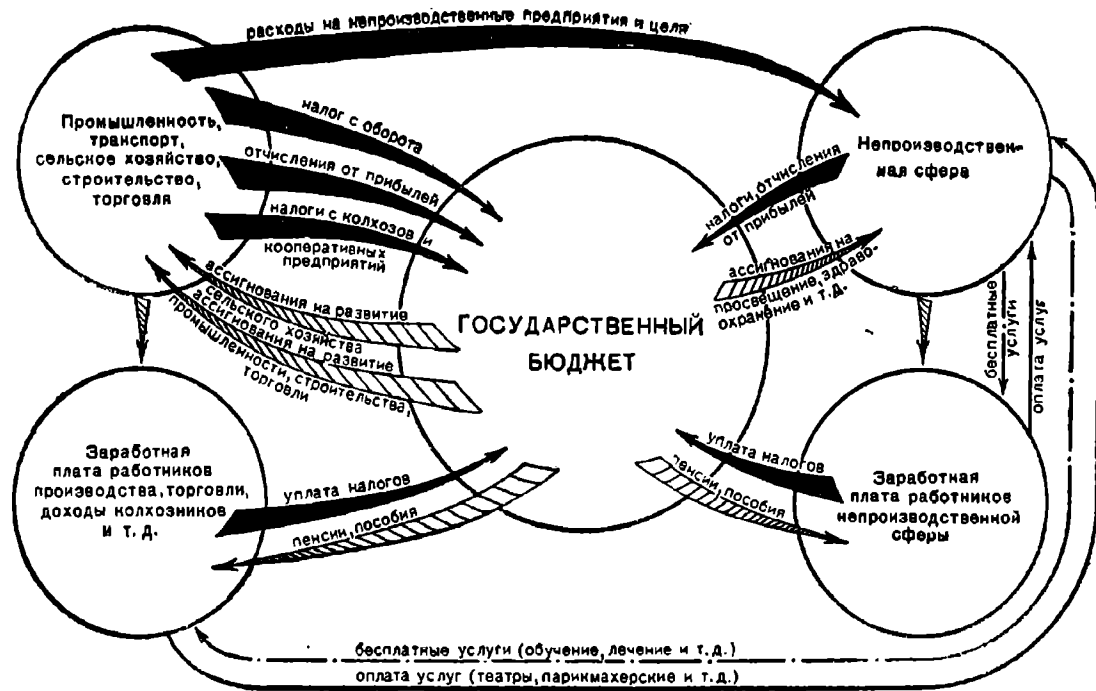 расходы на непроизводственные предприятия и цели
Промышленность,
транспорт,
сельское хозяйство,
строительство,
торговля
налог с оборота
отчисления от прибылей
налоги с колхозов и
кооперативных
предприятий
ассигнования на развитие
сельского хозяйства
ассигнования на развитие
промышленности, строительства,
торговли
ГОСУДАРСТВЕННЫЙ
БЮДЖЕТ
Непроизводствен-
ная сфера
налоги, отчисления
от прибылей
ассигнования на
просвещение, здраво-
охранение и т.д.
бесплатные
услуги
оплата услуг
Заработная
плата работников
производства, торговли,
доходы колхозников
и т. д.
уплата налогов
пенсии, пособия
уплата налогов
пенсии, пособия
Заработная
плата работников
непроизводственной
сферы
бесплатные услуги (обучение, лечение и т. д.)
оплата услуг (театры, парикмахерские и т. д.)